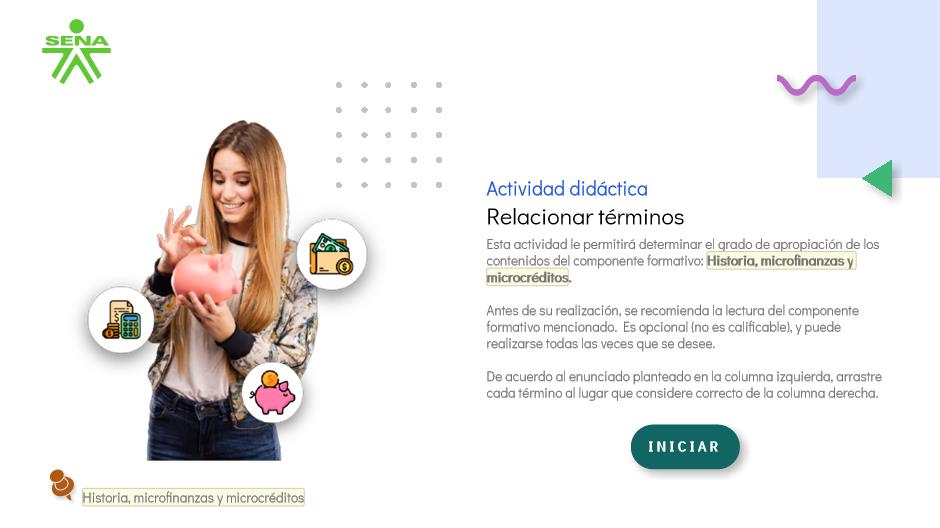 SENA
Actividad didáctica
Relacionar términos
Esta actividad le permitirá determinar el grado de apropiación de los
contenidos del componente formativo: Historia, microfinanzas y
microcréditos.
Antes de su realización, se recomienda la lectura del componente
formativo mencionado. Es opcional (no es calificable), y puede
realizarse todas las veces que se desee.
De acuerdo al enunciado planteado en la columna izquierda, arrastre
cada término al lugar que considere correcto de la columna derecha.
INICIAR
Historia, microfinanzas y microcréditos